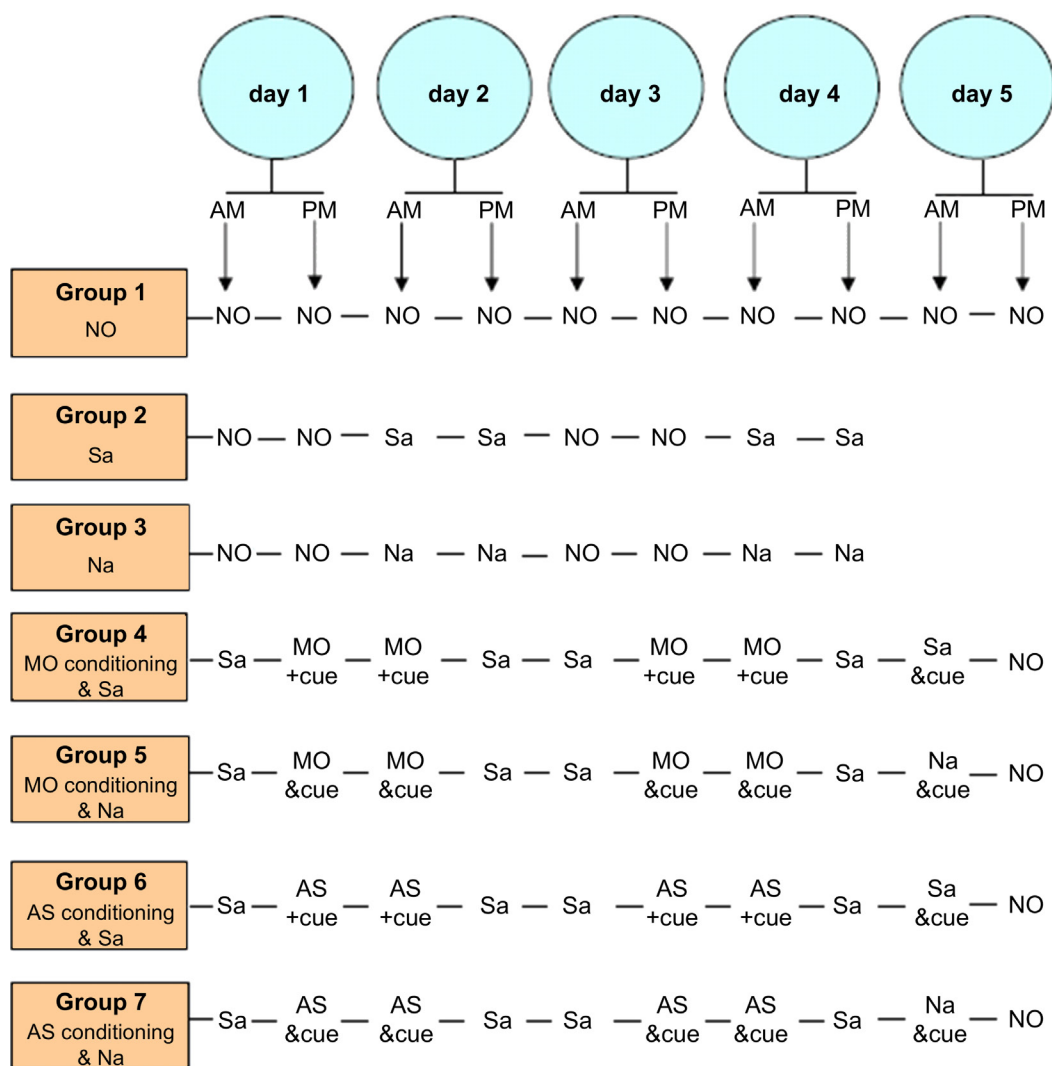 day 1 day 2 day 3 day 4 day 5
AM PM AM PM AM PM AM PM AM PM
Group 1
NO
NO NO NO NO NO NO NO NO NO NO
Group 2
Sa
NO NO Sa Sa NO NO Sa Sa
Group 3
Na
NO NO Na Na NO NO Na Na
Group 4
MO conditioning
& Sa
Sa MO MO Sa Sa MO MO Sa Sa NO
+cue +cue +cue +cue &cue
Group 5
MO conditioning
& Na
Sa MO MO Sa Sa MO MO Sa Na NO
&cue &cue &cue &cue &cue
Group 6
AS conditioning
& Sa
Sa AS AS Sa Sa AS AS Sa Sa NO
+cue +cue +cue +cue &cue
Group 7
AS conditioning
& Na
Sa AS AS Sa Sa AS AS Sa Na NO
&cue &cue &cue &cue &cue